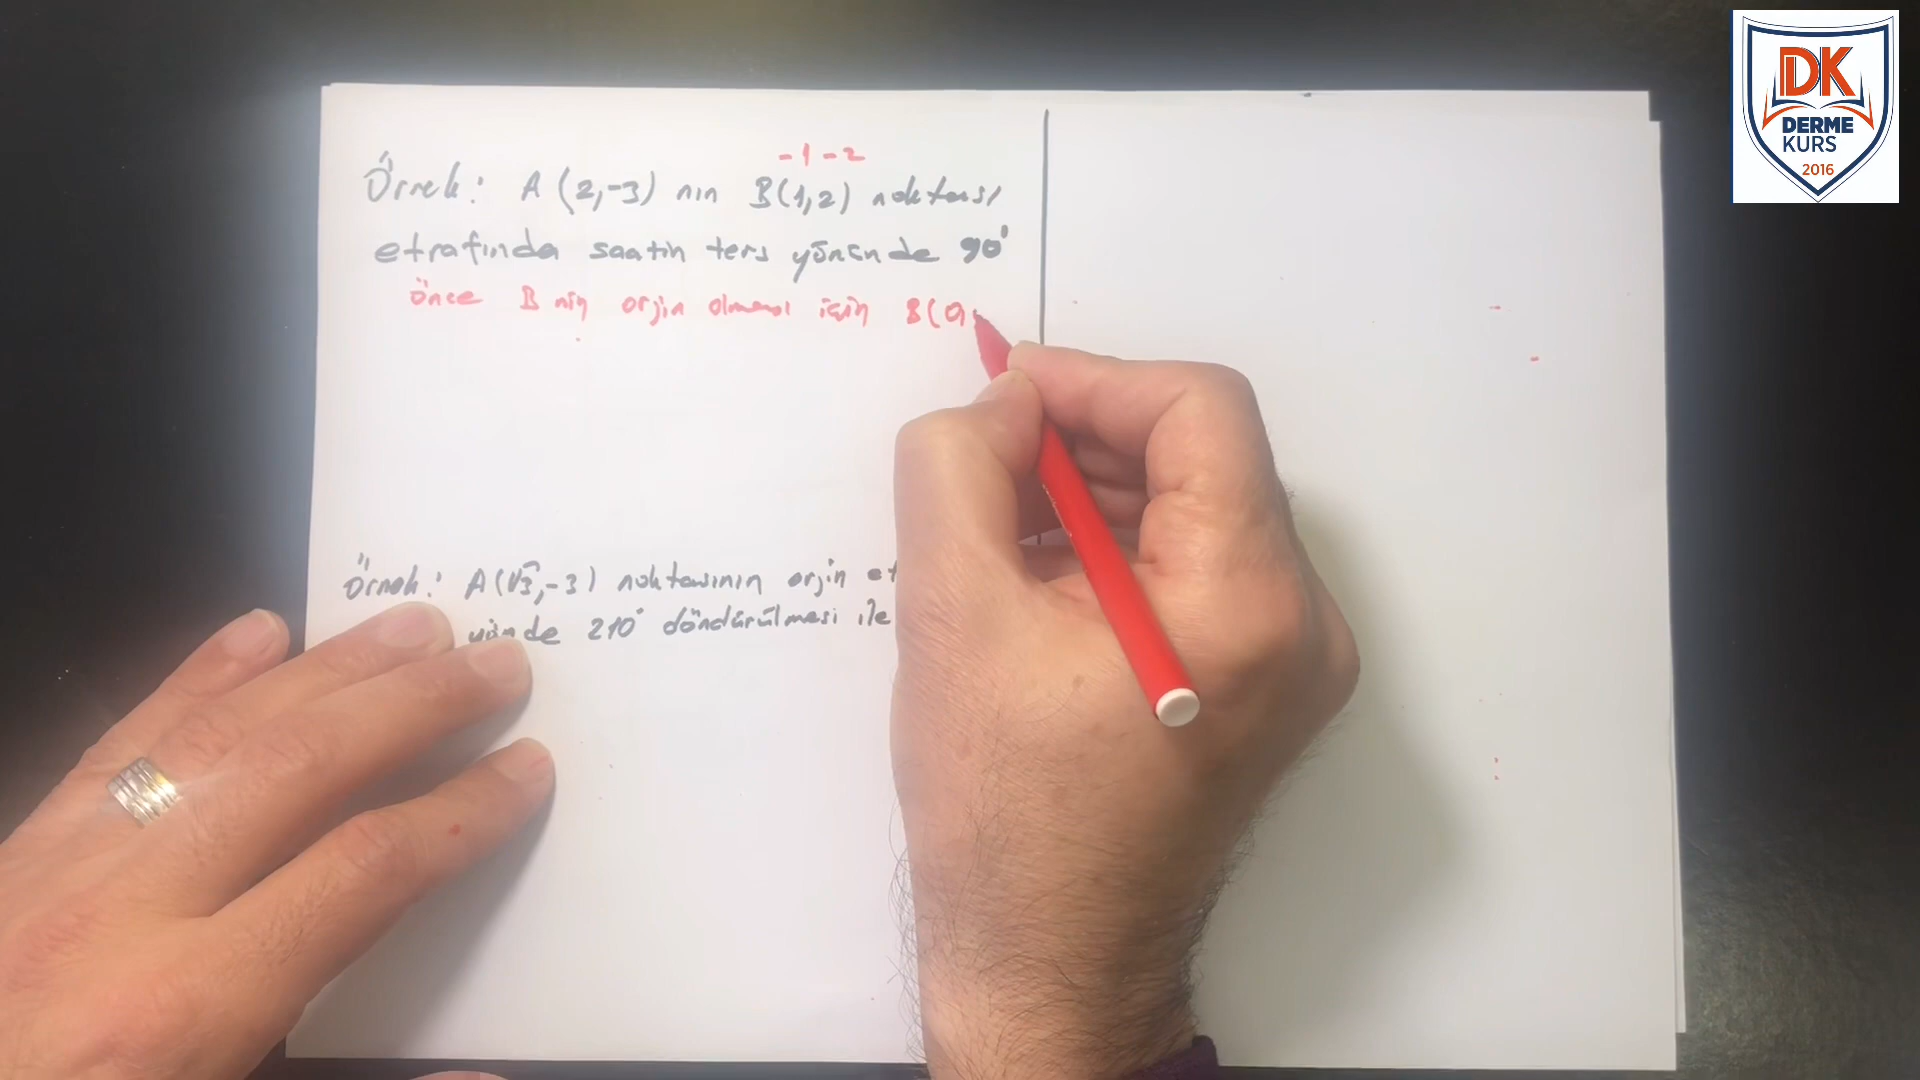 -1 -2
Örnek: A (2,-3) nın B(1,2) noktası
etrafında saatin ters yönünde 90°
önce B nin orjin olması için B(0,
Örnek: A(√3,-3) noktasının orjin et
yönde 210° döndürülmesi ile
DK
DERME
KURS
2016